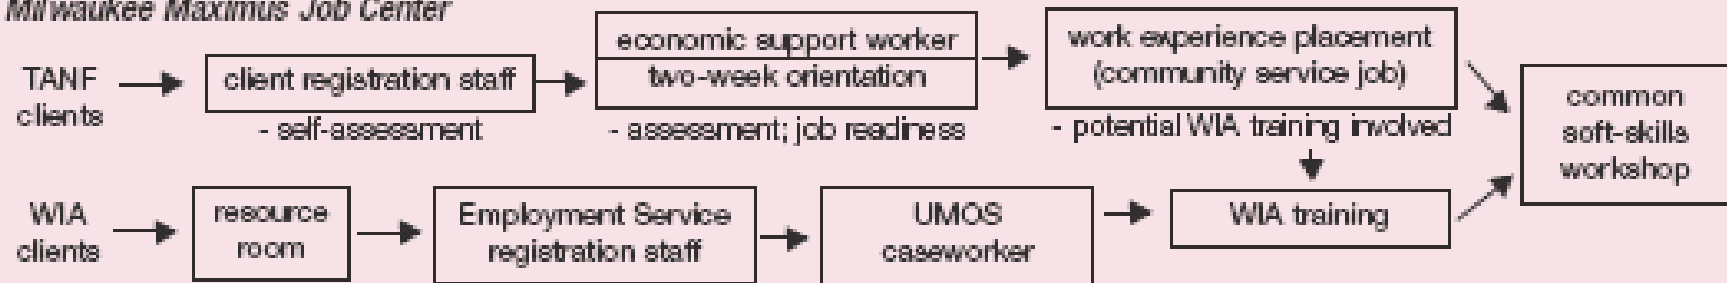 Milwaukee Maximus Job Center
TANF
clients
client registration staff
- self-assessment
economic support worker
two-week orientation
- assessment; job readiness
work experience placement
(community service job)
- potential WIA training involved
common
soft-skills
workshop
WIA
clients
resource
room
Employment Service
registration staff
UMOS
caseworker
WIA training